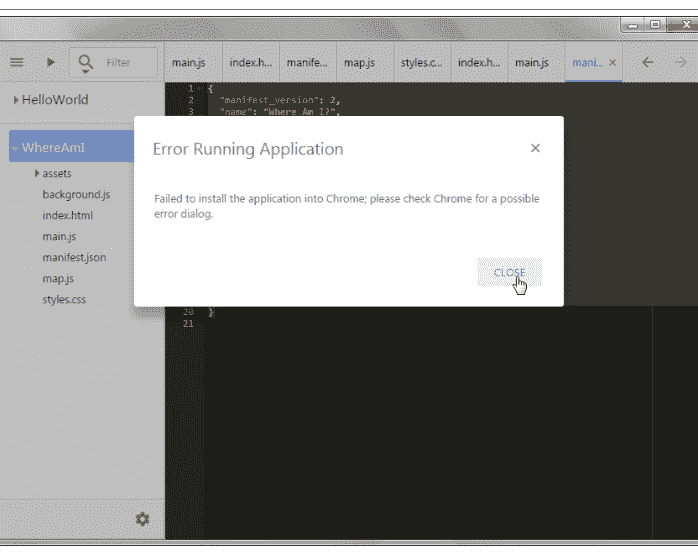 Filter
main.js
index.h...
manife...
map.js
styles.c...
index.h...
main.js
mani... ×
HelloWorld
WhereAmI
assets
background.js
index.html
main.js
manifest.json
map.js
styles.css
1 {
2 "manifest_version": 2,
3 "name": "Where Am I?",
Error Running Application
Failed to install the application into Chrome; please check Chrome for a possible
error dialog.
CLOSE
20 }
21